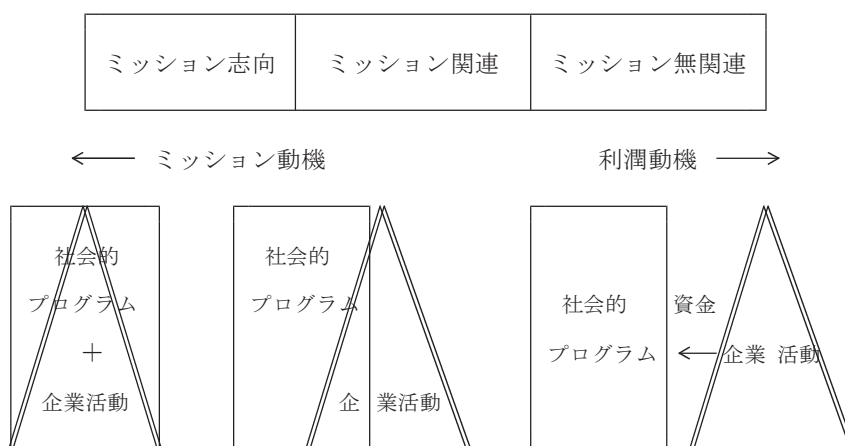 ミッション志向
ミッション関連
ミッション無関連
ミッション動機
利潤動機
社会的
プログラム
+
企業活動
社会的
プログラム
企業活動
社会的
プログラム
資金
企業 活動